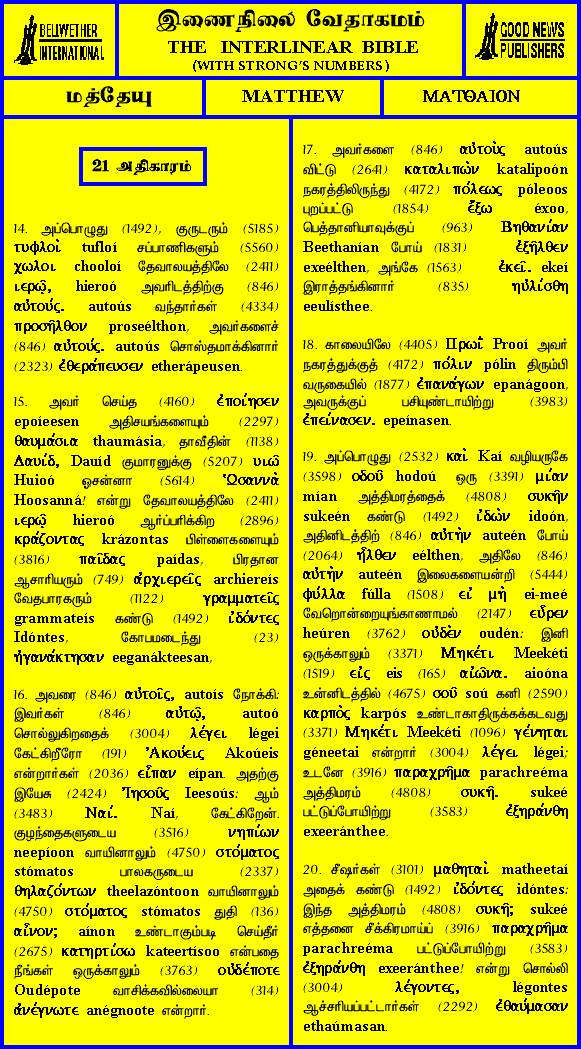 BELLWETHER
INTERNATIONAL
இணைநிலை வேதாகமம்
THE INTERLINEAR BIBLE
(WITH STRONG'S NUMBERS)
GOOD NEWS
PUBLISHERS
மத்தேயு
MATTHEW
ΜΑΤΘΑΙΟΝ
21 அதிகாரம்
14. அப்பொழுது (1492), குருடரும் (5185)
τυφλοὶ tufloí சப்பாணிகளும் (5560)
χωλοι chooloí தேவாலயத்திலே (2411)
ιερῷ, hieroó அவரிடத்திற்கு (846)
αὐτούς. autoús வந்தார்கள் (4334)
προσῆλθον proseélthon, அவர்களைச்
(846) αὐτούς. autoús சொஸ்தமாக்கினார்
(2323) ἐθεράπευσεν etherápeusen.
15. அவர் செய்த (4160) ἐποίησεν
epoíeesen அதிசயங்களையும் (2297)
θαυμάσια thaumásia, தாவீதின் (1138)
Δαυίδ, Dauíd குமாரனுக்கு (5207) υιῶ
Huioó ஓசன்னா (5614) Ὡσαννὰ
Hoosanná! என்று தேவாலயத்திலே (2411)
ιερῷ hieroó ஆர்ப்பரிக்கிற (2896)
κράζοντας krázontas பிள்ளைகளையும்
(3816) παῖδας paídas, பிரதான
ஆசாரியரும் (749) ἀρχιερεῖς archiereís
வேதபாரகரும் (1122) γραμματεῖς
grammateís கண்டு (1492) ἰδόντες
Idóntes, கோபமடைந்து (23)
ἠγανάκτησαν eeganákteesan,
16. அவரை (846) αὐτοῖς, autoís நோக்கி:
இவர்கள் (846) αὐτῷ, autoó
சொல்லுகிறதைக் (3004) λέγει légei
கேட்கிறீரோ (191) Ἀκούεις Akoúeis
என்றார்கள் (2036) εἶπαν eípan. அதற்கு
இயேசு (2424) Ἰησοῦς Ieesoús: ஆம்
(3483) Ναί. Naí, கேட்கிறேன்.
குழந்தைகளுடைய (3516) νηπίων
neepíoon வாயினாலும் (4750) στόματος
stómatos பாலகருடைய (2337)
θηλαζόντων theelazóntoon வாயினாலும்
(4750) στόματος stómatos துதி (136)
αἶνον; aínon உண்டாகும்படி செய்தீர்
(2675) κατηρτίσω kateertísoo என்பதை
நீங்கள் ஒருக்காலும் (3763) οὐδέποτε
Oudépote வாசிக்கவில்லையா (314)
ἀνέγνωτε anégnoote என்றார்.
17. அவர்களை (846) αὐτοὺς autoús
விட்டு (2641) καταλιπὼν katalipoón
நகரத்திலிருந்து (4172) πόλεως póleoos
புறப்பட்டு (1854) ἔξω éxoo,
பெத்தானியாவுக்குப் (963) Βηθανίαν
Beethanían போய் (1831) ἐξῆλθεν
exeélthen, அங்கே (1563) ἐκεῖ. ekeí
இராத்தங்கினார் (835) ηὐλίσθη
eeulísthee.
18. காலையிலே (4405) Πρωῒ Prooí அவர்
நகரத்துக்குத் (4172) πόλιν pólin திரும்பி
வருகையில் (1877) ἐπανάγων epanágoon,
அவருக்குப் பசியுண்டாயிற்று (3983)
ἐπείνασεν. epeínasen.
19. அப்பொழுது (2532) καὶ Kaí வழியருகே
(3598) οδοῦ hodoú ஒரு (3391) μίαν
mían அத்திமரத்தைக் (4808) συκῆν
sukeén கண்டு (1492) ἰδὼν idoón,
அதினிடத்திற் (846) αὐτὴν auteén போய்
(2064) ἦλθεν eélthen, அதிலே (846)
αὐτὴν auteén இலைகளையன்றி (5444)
φύλλα fúlla (1508) εἰ μὴ ei-meé
வேறொன்றையுங்காணாமல் (2147) εὗρεν
heúren (3762) οὐδὲν oudén: இனி
ஒருக்காலும் (3371) Μηκέτι Meekéti
(1519) εἰς eis (165) αἰῶνα. aioóna
உன்னிடத்தில் (4675) σοῦ soú கனி (2590)
καρπὸς karpós உண்டாகாதிருக்கக்கடவது
(3371) Μηκέτι Meekéti (1096) γένηται
géneetai என்றார் (3004) λέγει légei;
உடனே (3916) παραχρῆμα parachreéma
அத்திமரம் (4808) συκῆ. sukeé
பட்டுப்போயிற்று (3583) ἐξηράνθη
exeeránthee.
20. சீஷர்கள் (3101) μαθηταὶ matheetaí
அதைக் கண்டு (1492) ἰδόντες idóntes:
இந்த அத்திமரம் (4808) συκῆ; sukeé
எத்தனை சீக்கிரமாய்ப் (3916) παραχρῆμα
parachreéma பட்டுப்போயிற்று (3583)
ἐξηράνθη exeeránthee! என்று சொல்லி
(3004) λέγοντες, légontes
ஆச்சரியப்பட்டார்கள் (2292) ἐθαύμασαν
ethaúmasan.